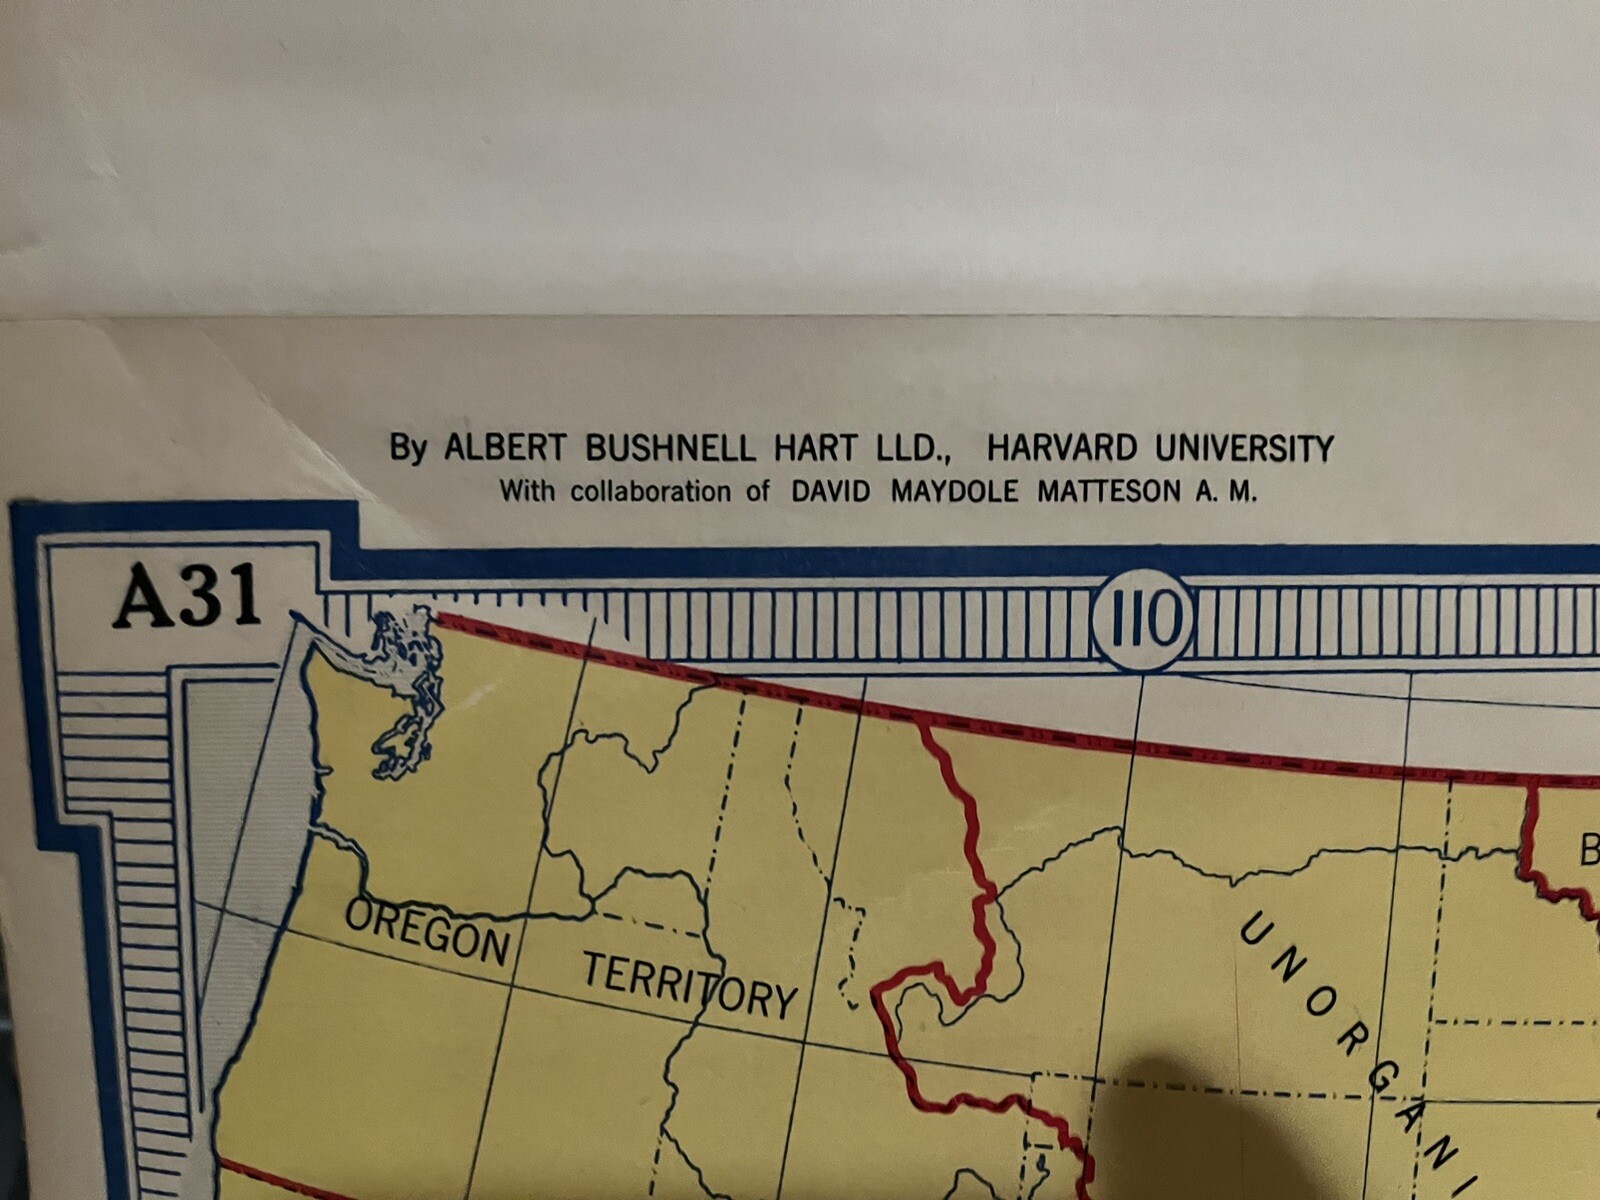 By ALBERT BUSHNELL HART LLD., HARVARD UNIVERSITY
With collaboration of DAVID MAYDOLE MATTESON A. M.
A31
110
OREGON TERRITORY
B
UNORGANI